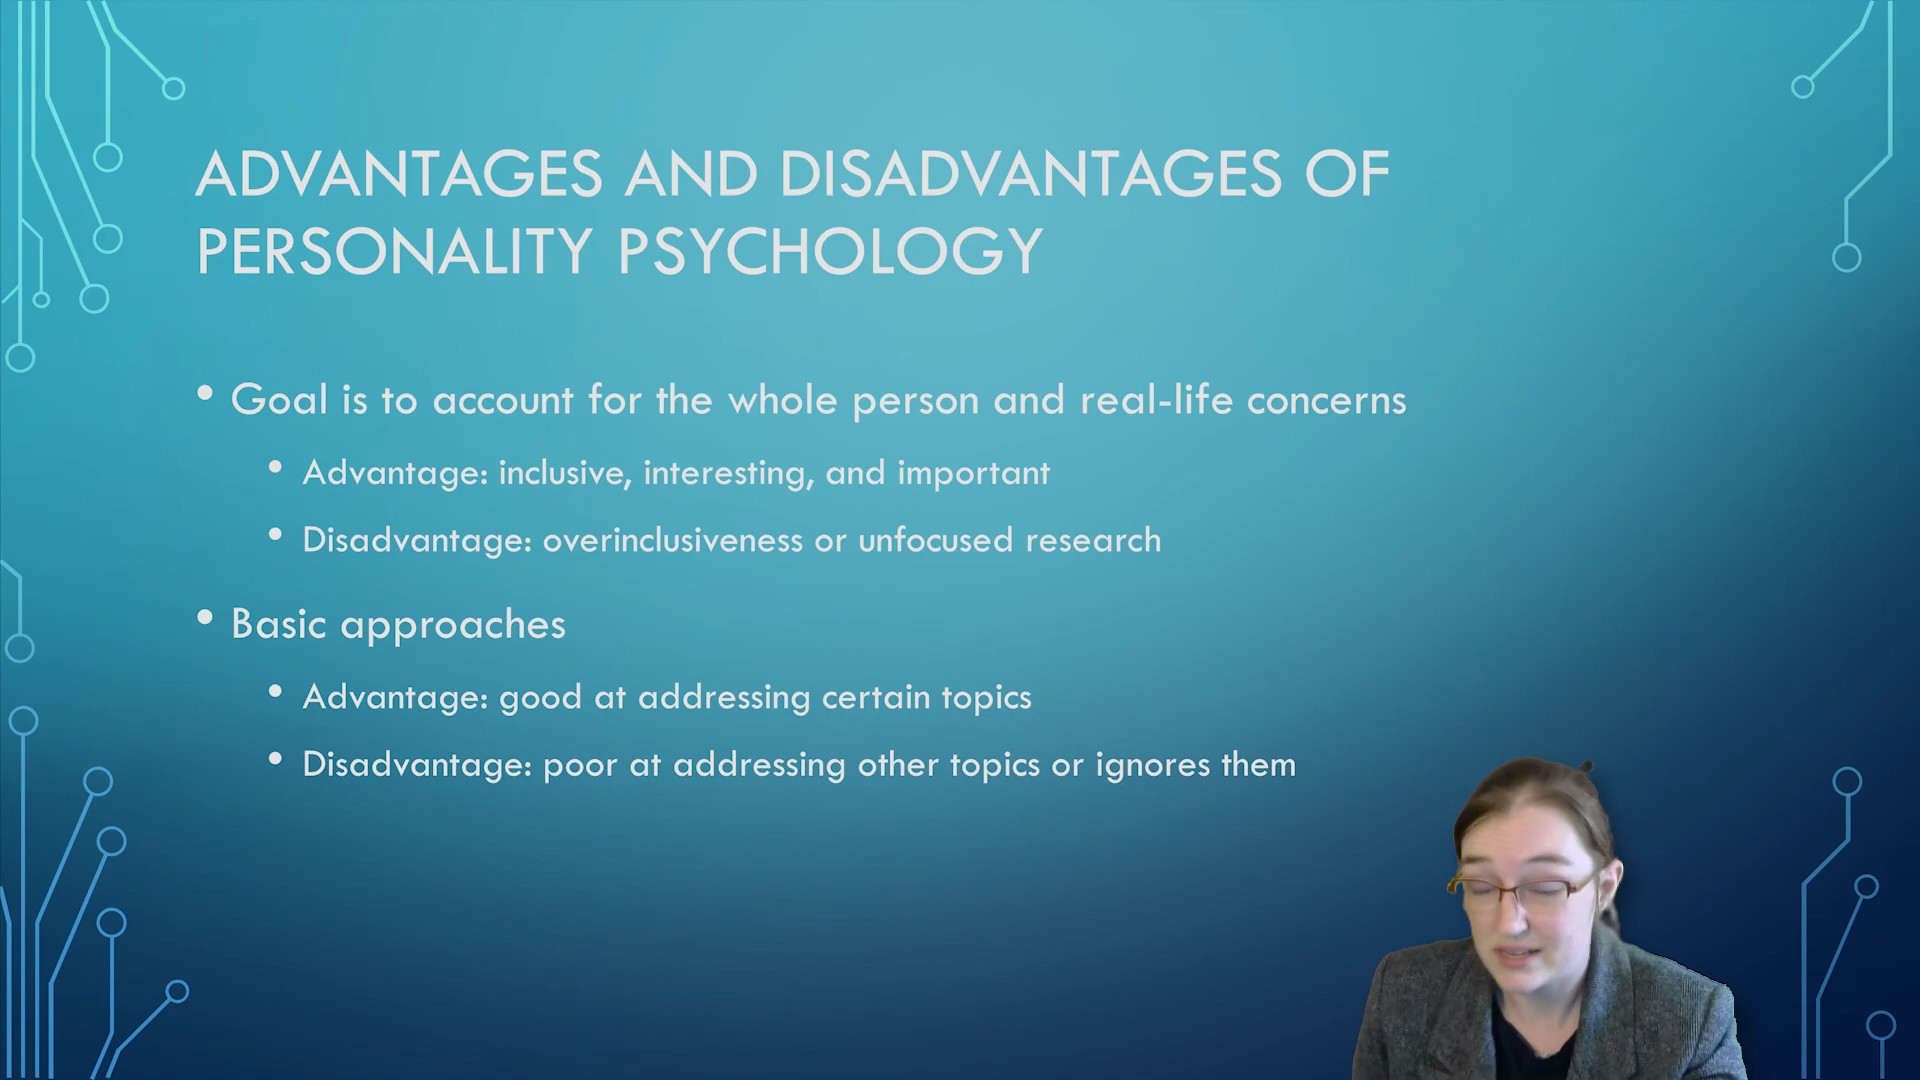 ADVANTAGES AND DISADVANTAGES OF
PERSONALITY PSYCHOLOGY
• Goal is to account for the whole person and real-life concerns
• Advantage: inclusive, interesting, and important
• Disadvantage: overinclusiveness or unfocused research
• Basic approaches
• Advantage: good at addressing certain topics
• Disadvantage: poor at addressing other topics or ignores them